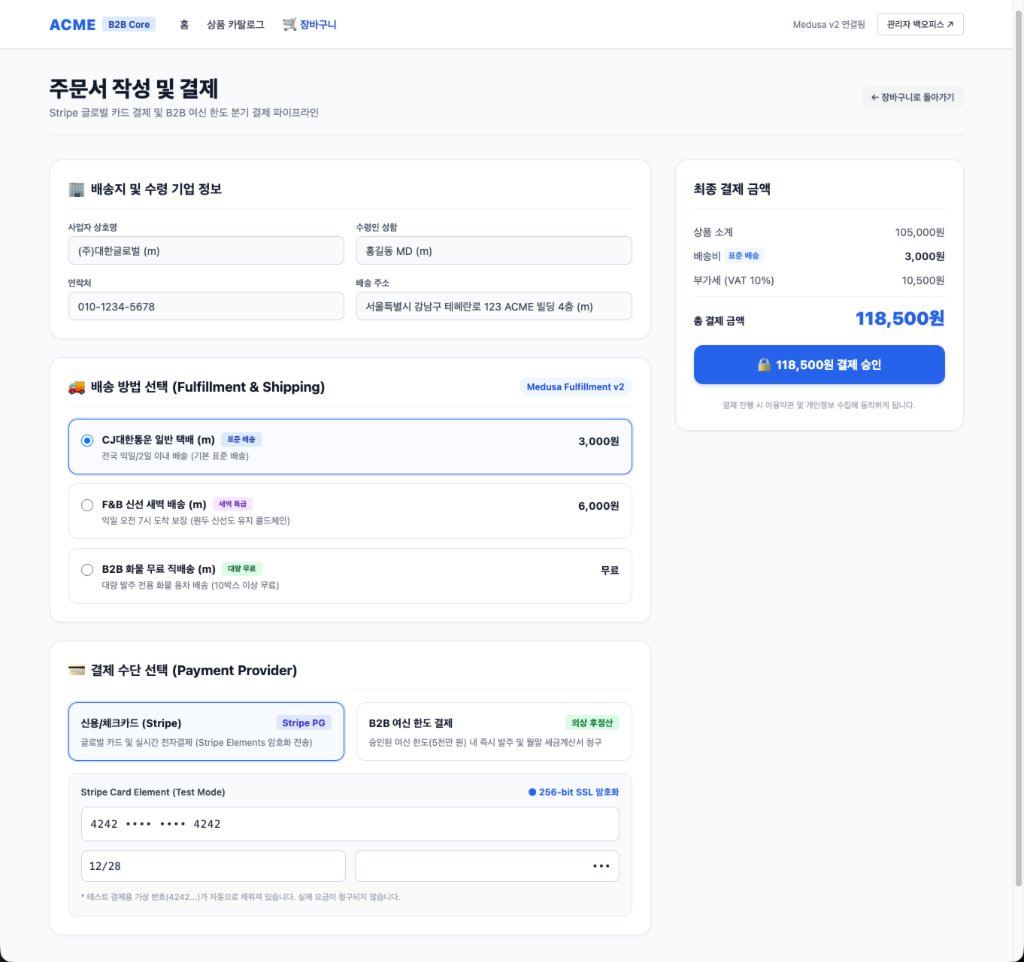 ACME B2B Core 홈 상품 카탈로그 🛒 장바구니 Medusa v2 연결됨 관리자 백오피스 ↗
주문서 작성 및 결제
Stripe 글로벌 카드 결제 및 B2B 여신 한도 분기 결제 파이프라인
← 장바구니로 돌아가기
🏢 배송지 및 수령 기업 정보
사업자 상호명 수령인 성함
(주)대한글로벌 (m) 홍길동 MD (m)
연락처 배송 주소
010-1234-5678 서울특별시 강남구 테헤란로 123 ACME 빌딩 4층 (m)
🚚 배송 방법 선택 (Fulfillment & Shipping) Medusa Fulfillment v2
CJ대한통운 일반 택배 (m) 표준 배송 3,000원
전국 익일/2일 이내 배송 (기본 표준 배송)
F&B 신선 새벽 배송 (m) 새벽 특급 6,000원
익일 오전 7시 도착 보장 (원두 신선도 유지 콜드체인)
B2B 화물 무료 직배송 (m) 대량 무료 무료
대량 발주 전용 화물 용차 배송 (10박스 이상 무료)
💳 결제 수단 선택 (Payment Provider)
신용/체크카드 (Stripe) Stripe PG
글로벌 카드 및 실시간 전자결제 (Stripe Elements 암호화 전송)
B2B 여신 한도 결제 외상 후정산
승인된 여신 한도(5천만 원) 내 즉시 발주 및 월말 세금계산서 청구
Stripe Card Element (Test Mode) ● 256-bit SSL 암호화
4242 •••• •••• 4242
12/28 •••
* 테스트 결제용 가상 번호(4242...)가 자동으로 채워져 있습니다. 실제 요금이 청구되지 않습니다.
최종 결제 금액
상품 소계 105,000원
배송비 표준 배송 3,000원
부가세 (VAT 10%) 10,500원
총 결제 금액 118,500원
🔒 118,500원 결제 승인
결제 진행 시 이용약관 및 개인정보 수집에 동의하게 됩니다.